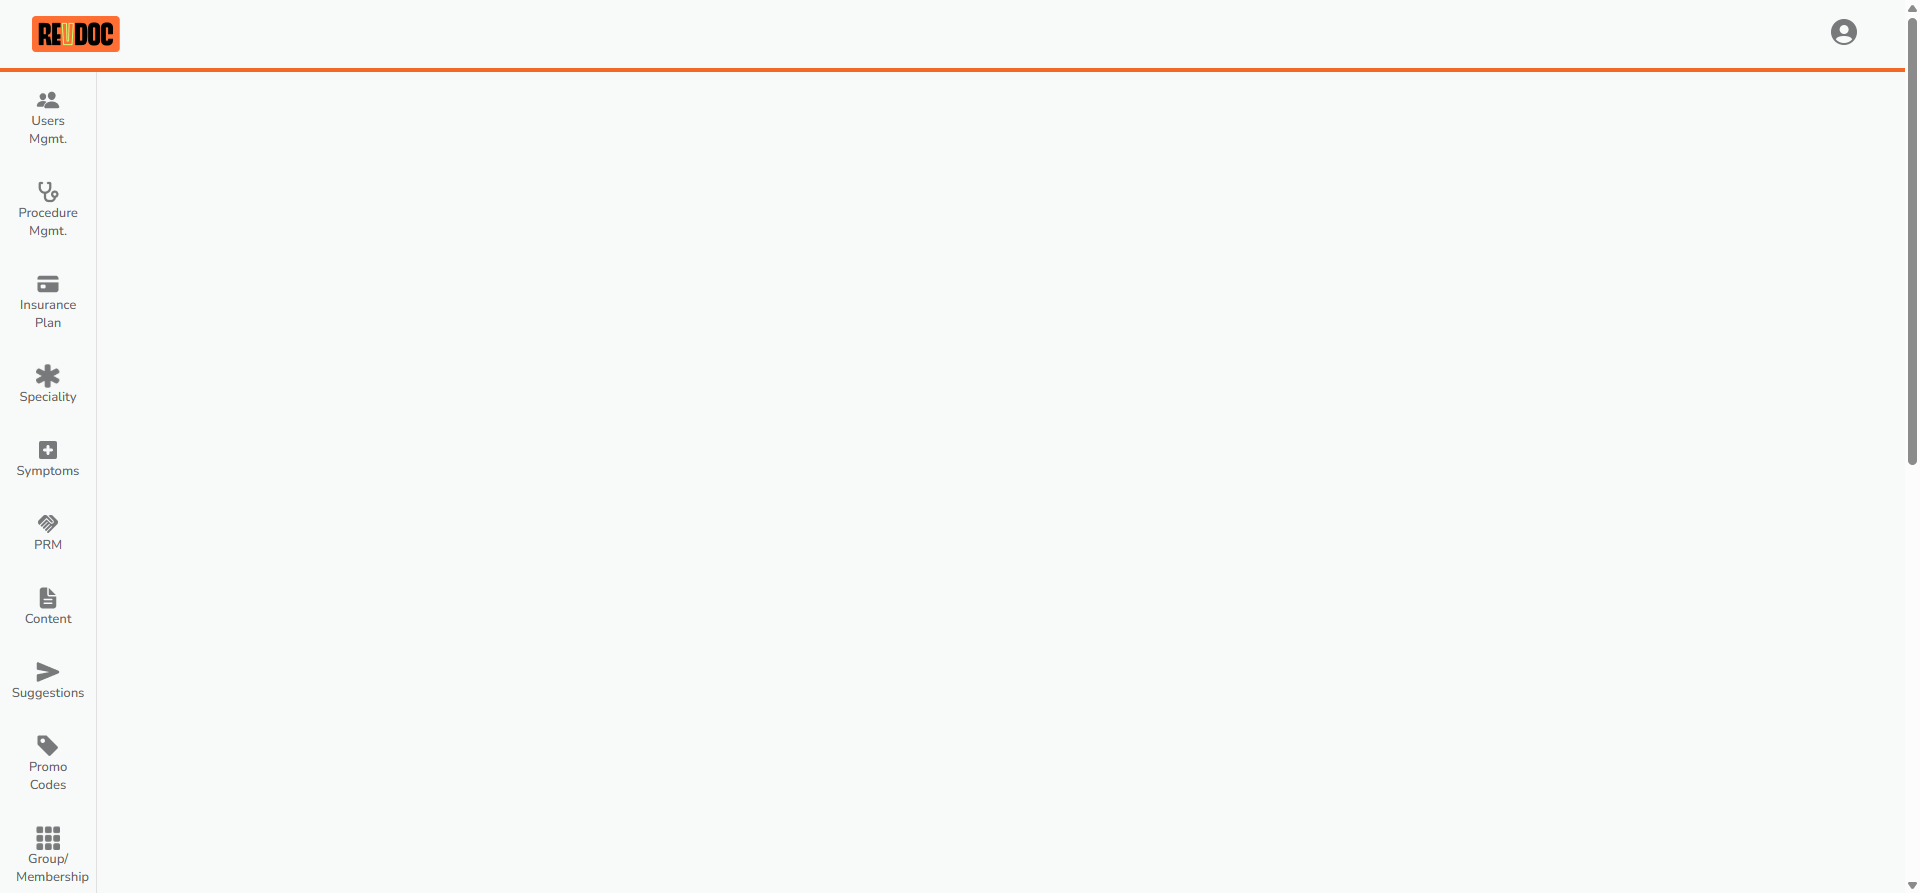 REVDOC
Users
Mgmt.
Procedure
Mgmt.
Insurance
Plan
Speciality
Symptoms
PRM
Content
Suggestions
Promo
Codes
Group/
Membership